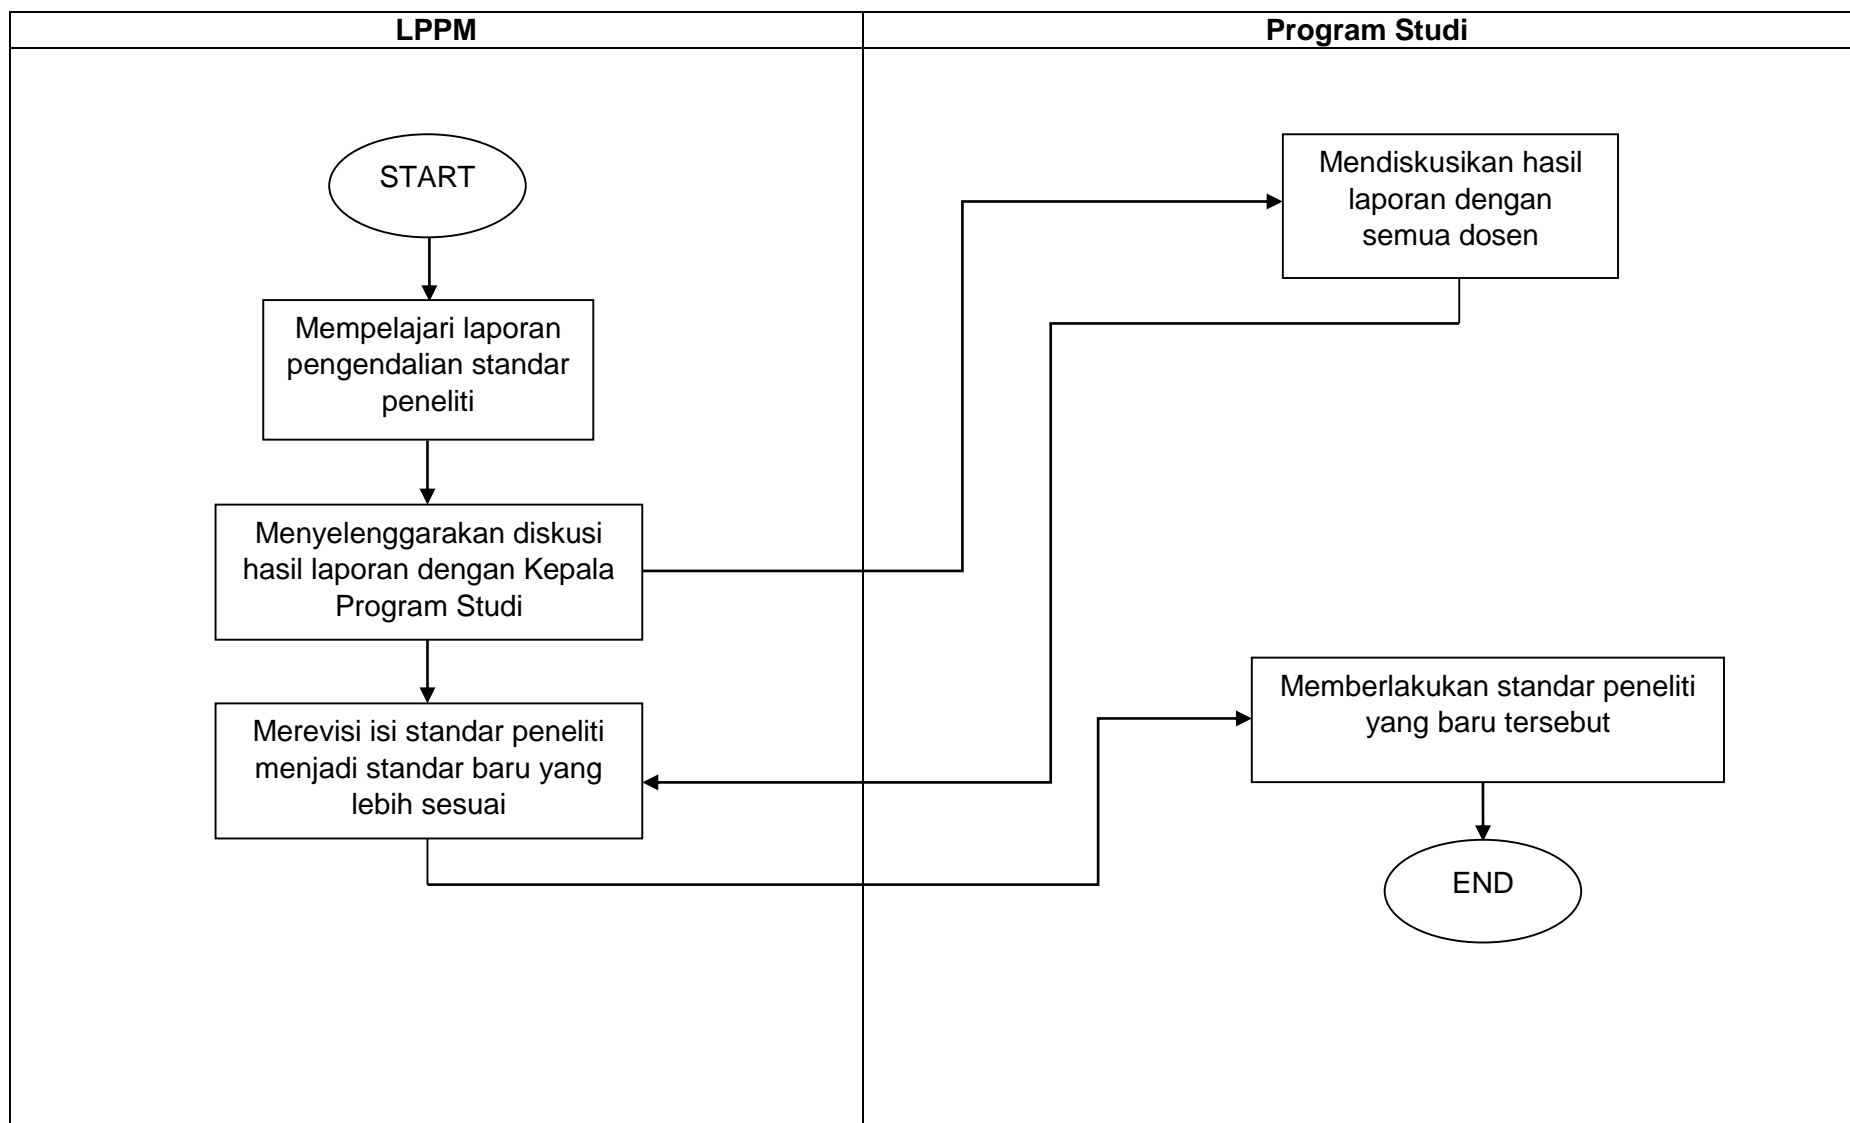 LPPM
Program Studi
START
Mempelajari laporan
pengendalian standar
peneliti
Menyelenggarakan diskusi
hasil laporan dengan Kepala
Program Studi
Merevisi isi standar peneliti
menjadi standar baru yang
lebih sesuai
Mendiskusikan hasil
laporan dengan
semua dosen
Memberlakukan standar peneliti
yang baru tersebut
END